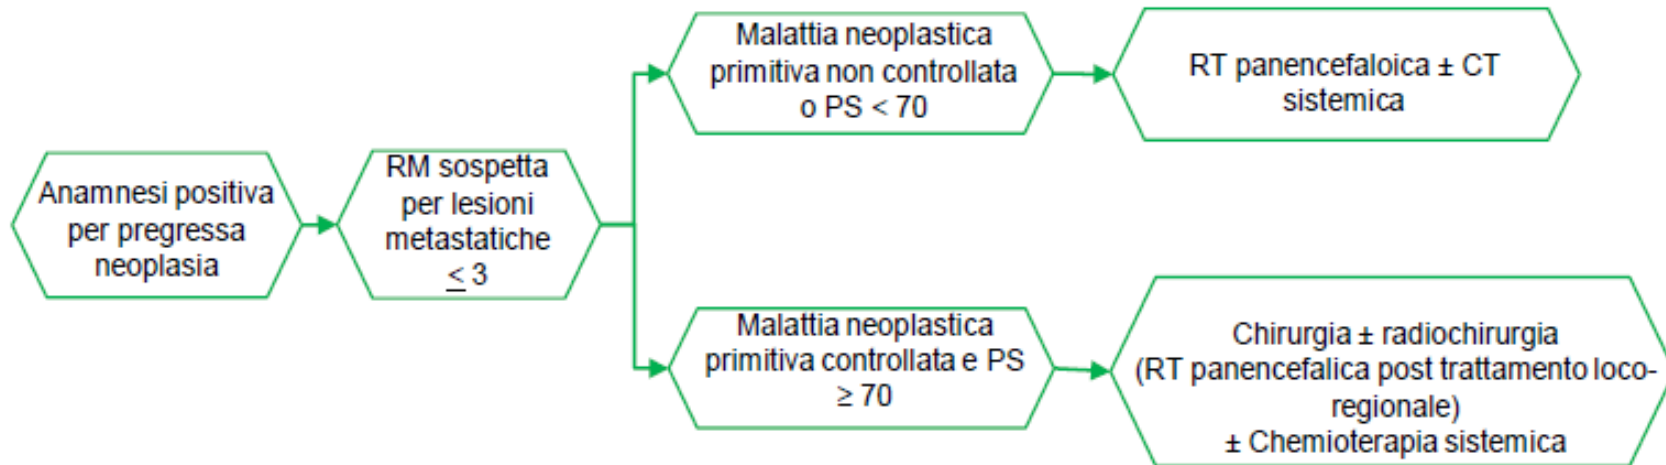 Anamnesi positiva
per pregressa
neoplasia
RM sospetta
per lesioni
metastatiche
≤ 3
Malattia neoplastica
primitiva non controllata
o PS < 70
RT panencefaloica ± CT
sistemica
Malattia neoplastica
primitiva controllata e PS
≥ 70
Chirurgia ± radiochirurgia
(RT panencefalica post trattamento loco-
regionale)
± Chemioterapia sistemica